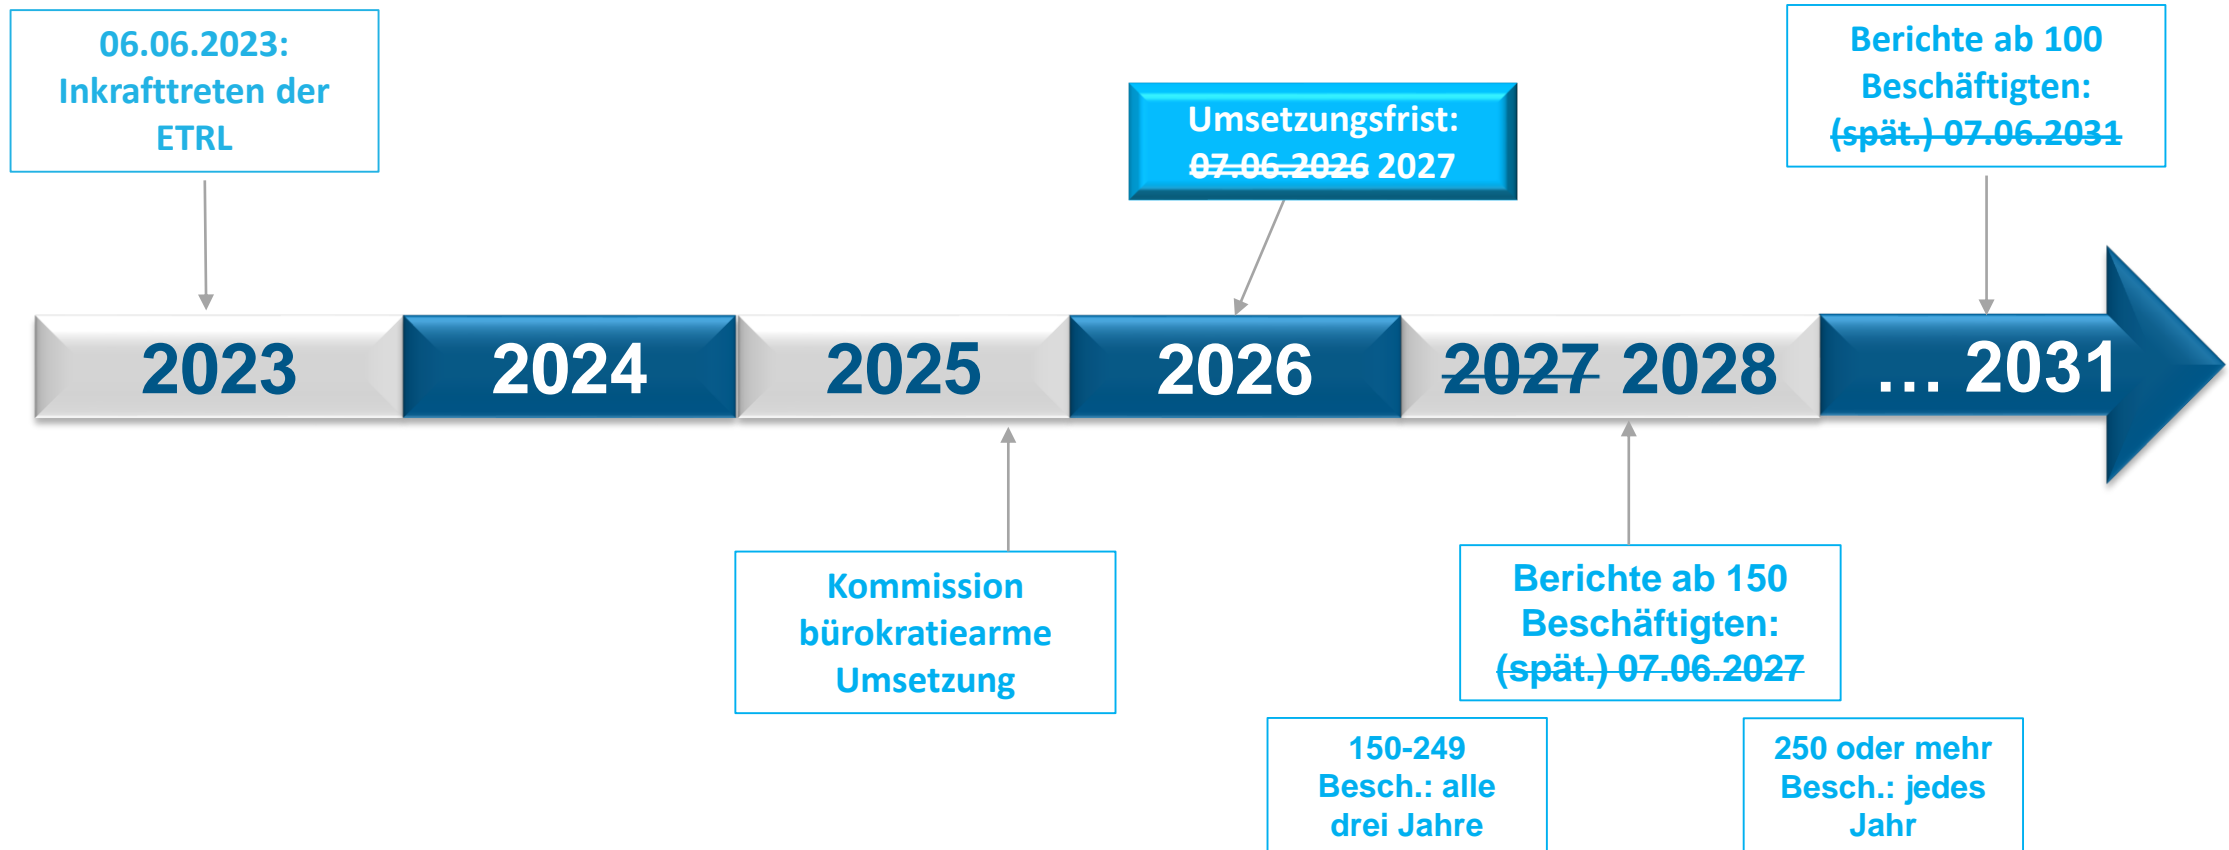 06.06.2023:
Inkrafttreten der
ETRL
Umsetzungsfrist:
07.06.2026 2027
Berichte ab 100
Beschäftigten:
(spät.) 07.06.2031
2023
2024
2025
2026
2027 2028
... 2031
Kommission
bürokratiearme
Umsetzung
Berichte ab 150
Beschäftigten:
(spät.) 07.06.2027
150-249
Besch.: alle
drei Jahre
250 oder mehr
Besch.: jedes
Jahr